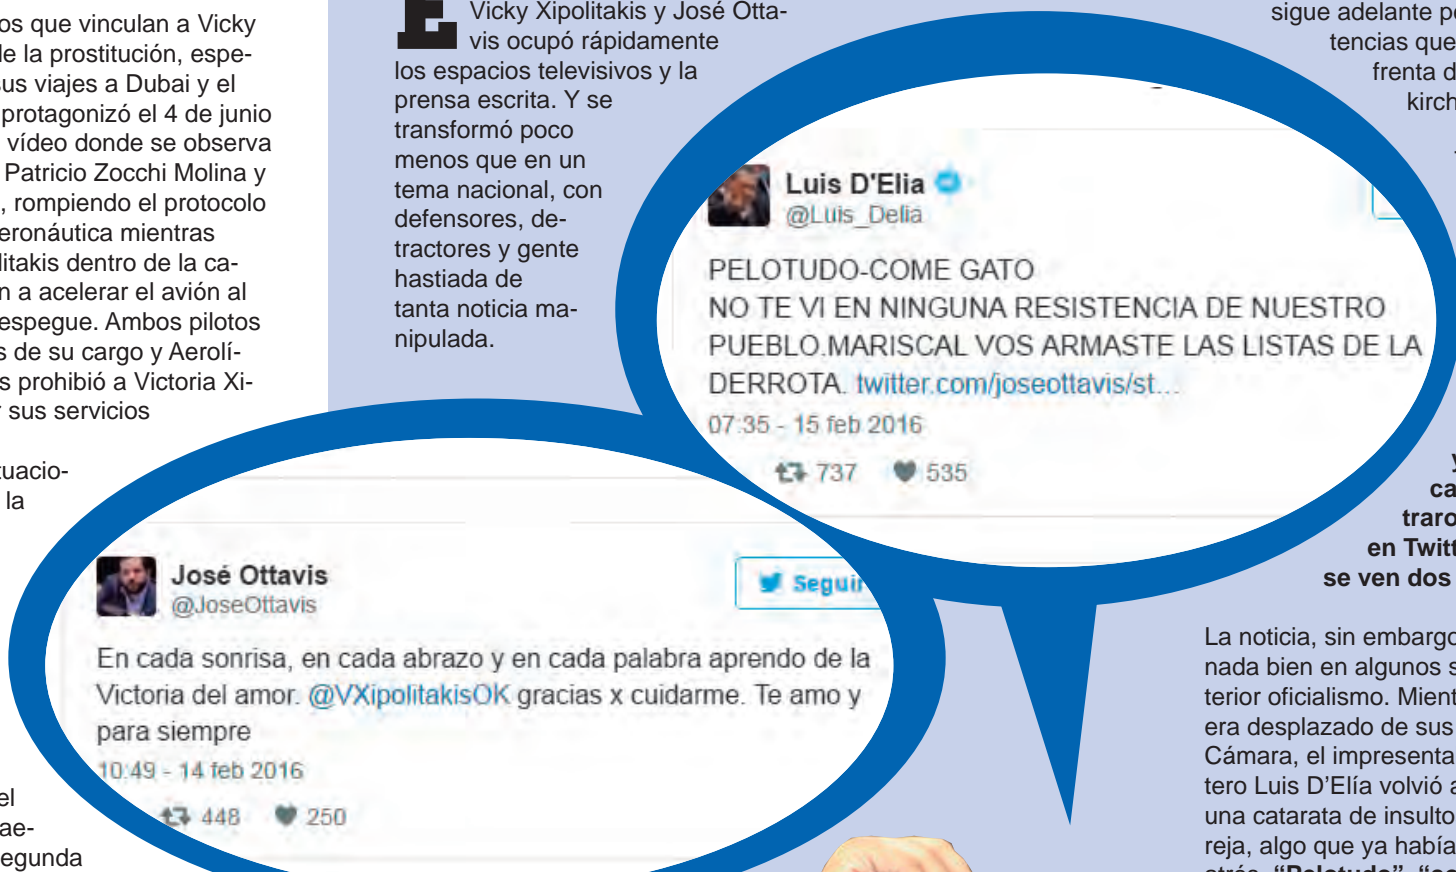 os que vinculan a Vicky
de la prostitución, espe-
sus viajes a Dubai y el
protagonizó el 4 de junio
vídeo donde se observa
Patricio Zocchi Molina y
, rompiendo el protocolo
eronáutica mientras
litakis dentro de la ca-
n a acelerar el avión al
espegue. Ambos pilotos
s de su cargo y Aerolí-
s prohibió a Victoria Xi-
r sus servicios
tuacio-
la
el
ae-
segunda
Vicky Xipolitakis y José Otta-
vis ocupó rápidamente
los espacios televisivos y la
prensa escrita. Y se
transformó poco
menos que en un
tema nacional, con
defensores, de-
tractores y gente
hastiada de
tanta noticia ma-
nipulada.
Luis D'Elia
@Luis_Delia
PELOTUDO-COME GATO
NO TE VI EN NINGUNA RESISTENCIA DE NUESTRO
PUEBLO.MARISCAL VOS ARMASTE LAS LISTAS DE LA
DERROTA. twitter.com/joseottavis/st...
07:35 - 15 feb 2016
737 535
José Ottavis
@JoseOttavis
Seguir
En cada sonrisa, en cada abrazo y en cada palabra aprendo de la
Victoria del amor. @VXipolitakisOK gracias x cuidarme. Te amo y
para siempre
10:49 - 14 feb 2016
448 250
sigue adelante pe
tencias que
frenta d
kirch
y
ca
traro
en Twitt
se ven dos
La noticia, sin embargo
nada bien en algunos s
terior oficialismo. Mient
era desplazado de sus
Cámara, el impresenta
tero Luis D'Elía volvió a
una catarata de insulto
reja, algo que ya había
atrás. "Pelotudo", "co